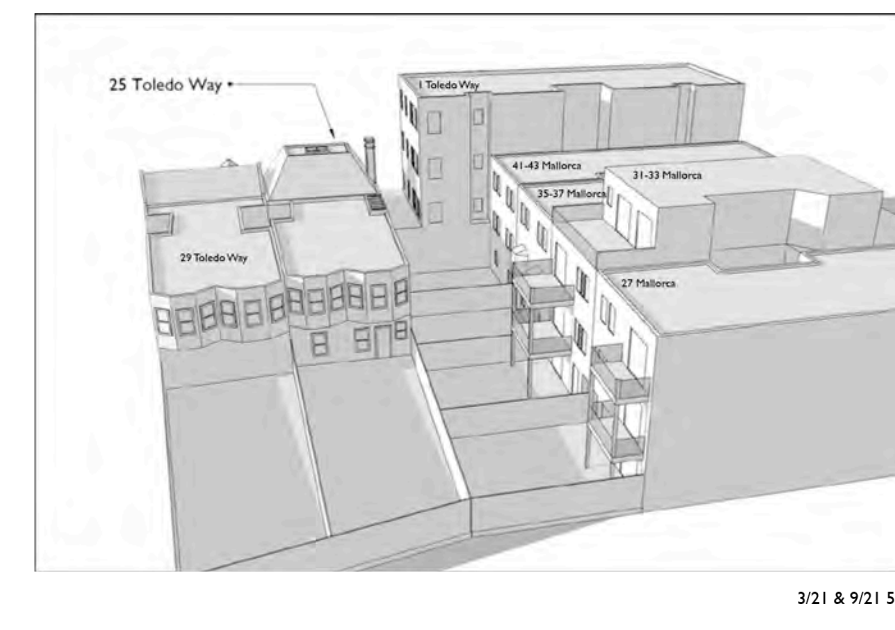 25 Toledo Way
1 Toledo Way
41-43 Mallorca
31-33 Mallorca
35-37 Mallorca
29 Toledo Way
27 Mallorca
3/21 & 9/21 5